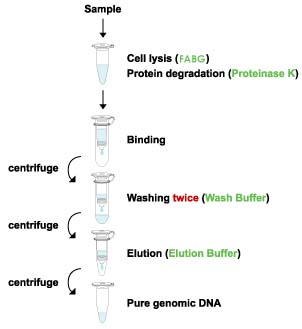 Sample
Cell lysis (FABG)
Protein degradation (Proteinase K)
Binding
centrifuge
Washing twice (Wash Buffer)
centrifuge
Elution (Elution Buffer)
centrifuge
Pure genomic DNA